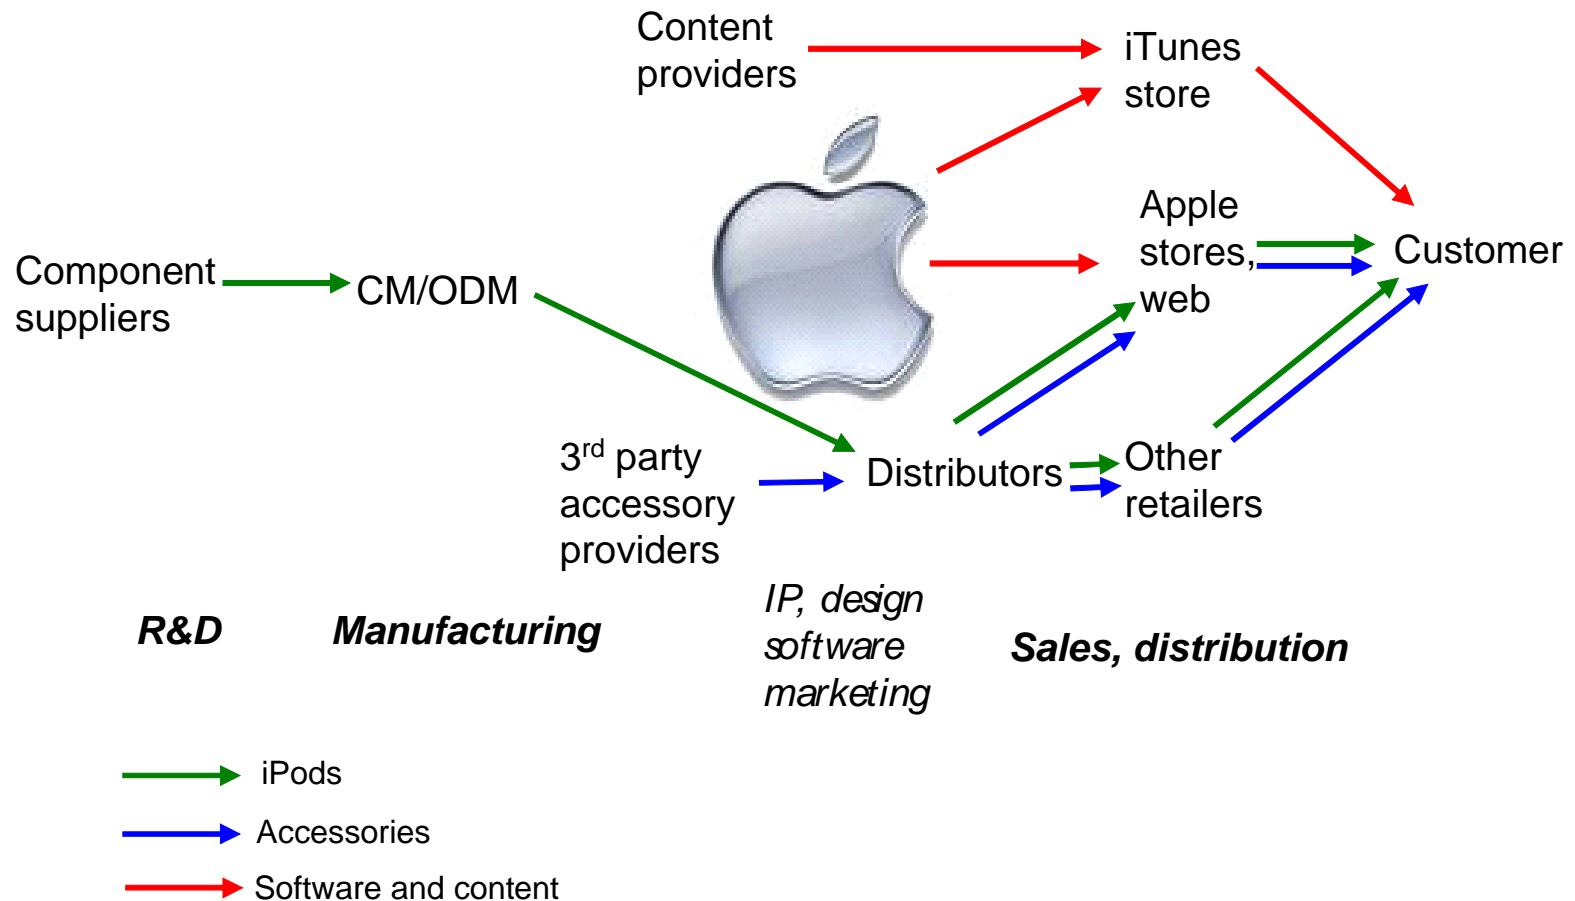 Content
providers
iTunes
store
Apple
stores,
web
Customer
Component
suppliers
CM/ODM
3rd party
accessory
providers
Distributors
Other
retailers
R&D
Manufacturing
IP, design
software
marketing
Sales, distribution
iPods
Accessories
Software and content